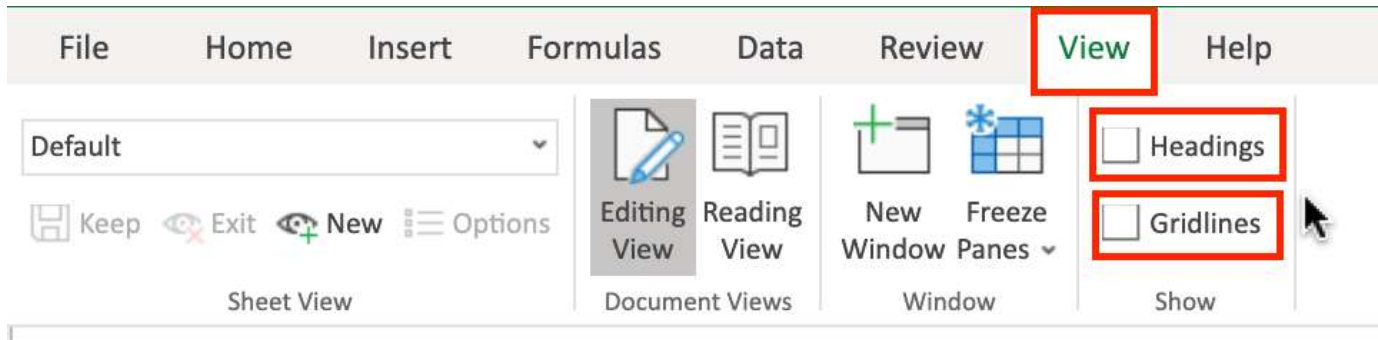 File Home Insert Formulas Data Review View Help
Default
Keep Exit New Options
Editing View
Reading View
New Window
Freeze Panes
Headings
Gridlines
Sheet View Document Views Window Show